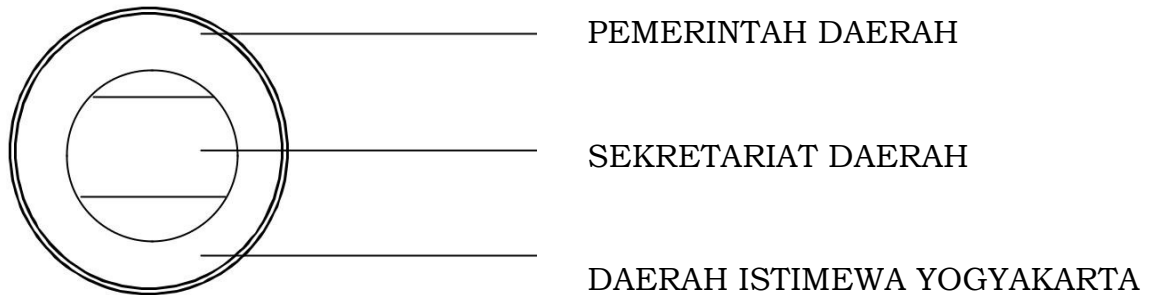 PEMERINTAH DAERAH
SEKRETARIAT DAERAH
DAERAH ISTIMEWA YOGYAKARTA